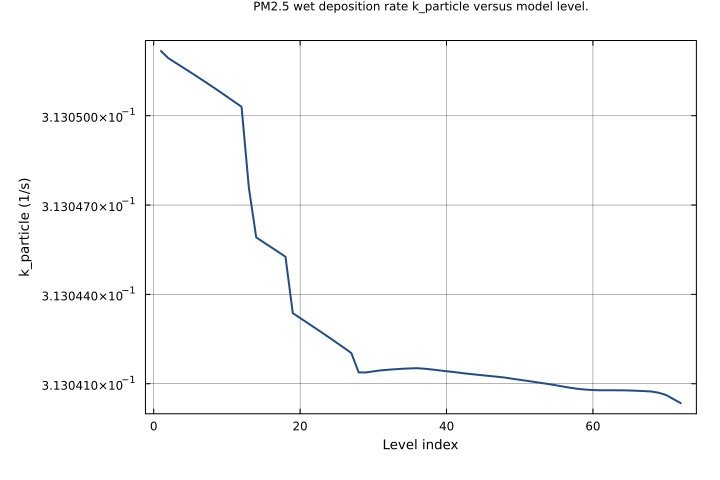 PM2.5 wet deposition rate k_particle versus model level.
3.130500×10⁻¹
3.130470×10⁻¹
3.130440×10⁻¹
3.130410×10⁻¹
k_particle (1/s)
0 20 40 60
Level index